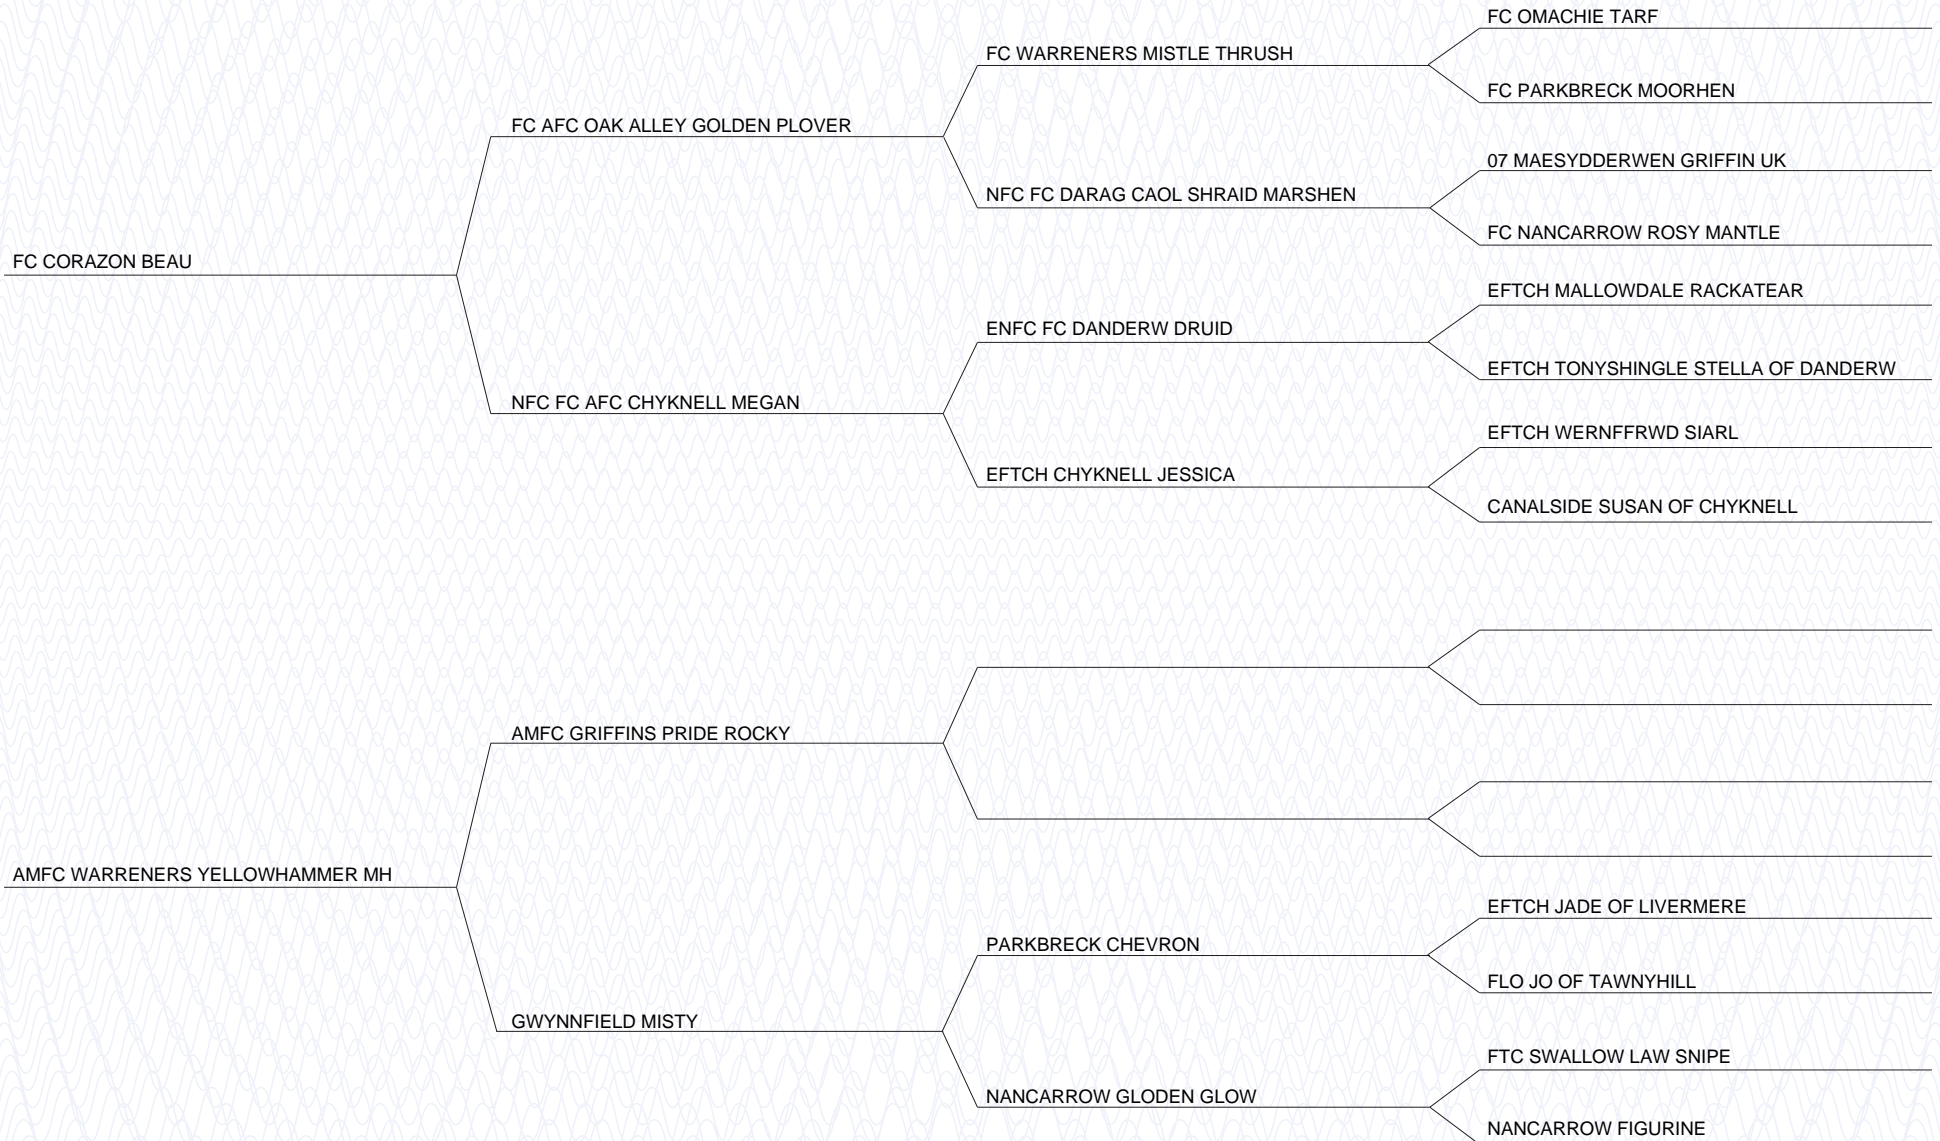 FC OMACHIE TARF
FC WARRENERS MISTLE THRUSH
FC PARKBRECK MOORHEN
FC AFC OAK ALLEY GOLDEN PLOVER
07 MAESYDDERWEN GRIFFIN UK
NFC FC DARAG CAOL SHRAID MARSHEN
FC NANCARROW ROSY MANTLE
FC CORAZON BEAU
EFTCH MALLOWDALE RACKATEAR
ENFC FC DANDERW DRUID
EFTCH TONYSHINGLE STELLA OF DANDERW
NFC FC AFC CHYKNELL MEGAN
EFTCH WERNFFRWD SIARL
EFTCH CHYKNELL JESSICA
CANALSIDE SUSAN OF CHYKNELL
AMFC GRIFFINS PRIDE ROCKY
AMFC WARRENERS YELLOWHAMMER MH
EFTCH JADE OF LIVERMERE
PARKBRECK CHEVRON
FLO JO OF TAWNYHILL
GWYNNFIELD MISTY
FTC SWALLOW LAW SNIPE
NANCARROW GLODEN GLOW
NANCARROW FIGURINE